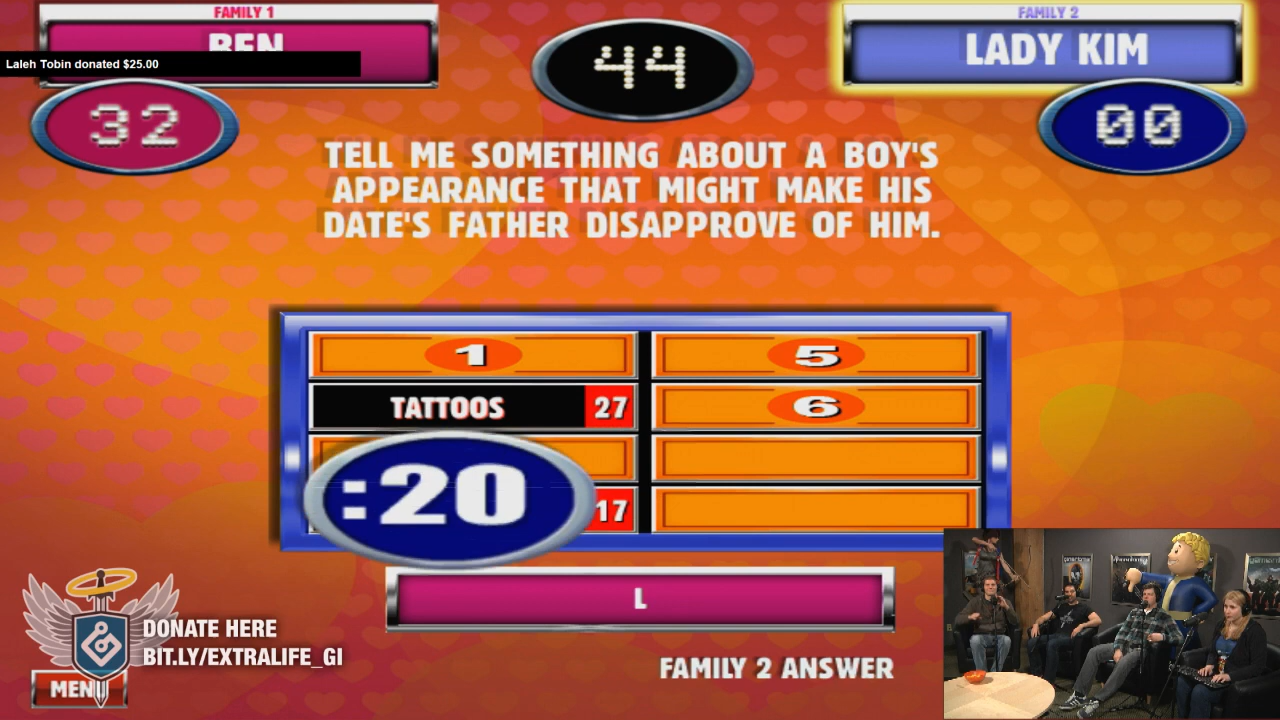 FAMILY 1
BEN
Laleh Tobin donated $25.00
32
44
FAMILY 2
LADY KIM
00
TELL ME SOMETHING ABOUT A BOY'S
APPEARANCE THAT MIGHT MAKE HIS
DATE'S FATHER DISAPPROVE OF HIM.
1
5
TATTOOS 27
6
:20
17
L
FAMILY 2 ANSWER
DONATE HERE
BIT.LY/EXTRALIFE_GI
MENU